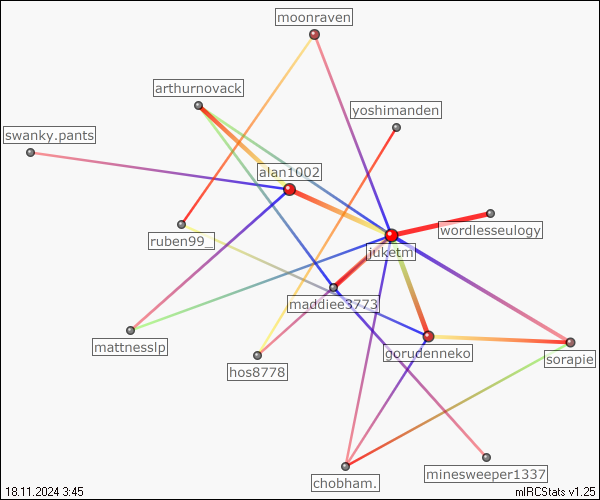 moonraven
arthurnovack
yoshimanden
swanky.pants
alan1002
wordlesseulogy
ruben99_
juketm
maddiee3773
mattnesslp
gorudenneko
sorapie
hos8778
chobham.
minesweeper1337
18.11.2024 3:45
mIRCStats v1.25